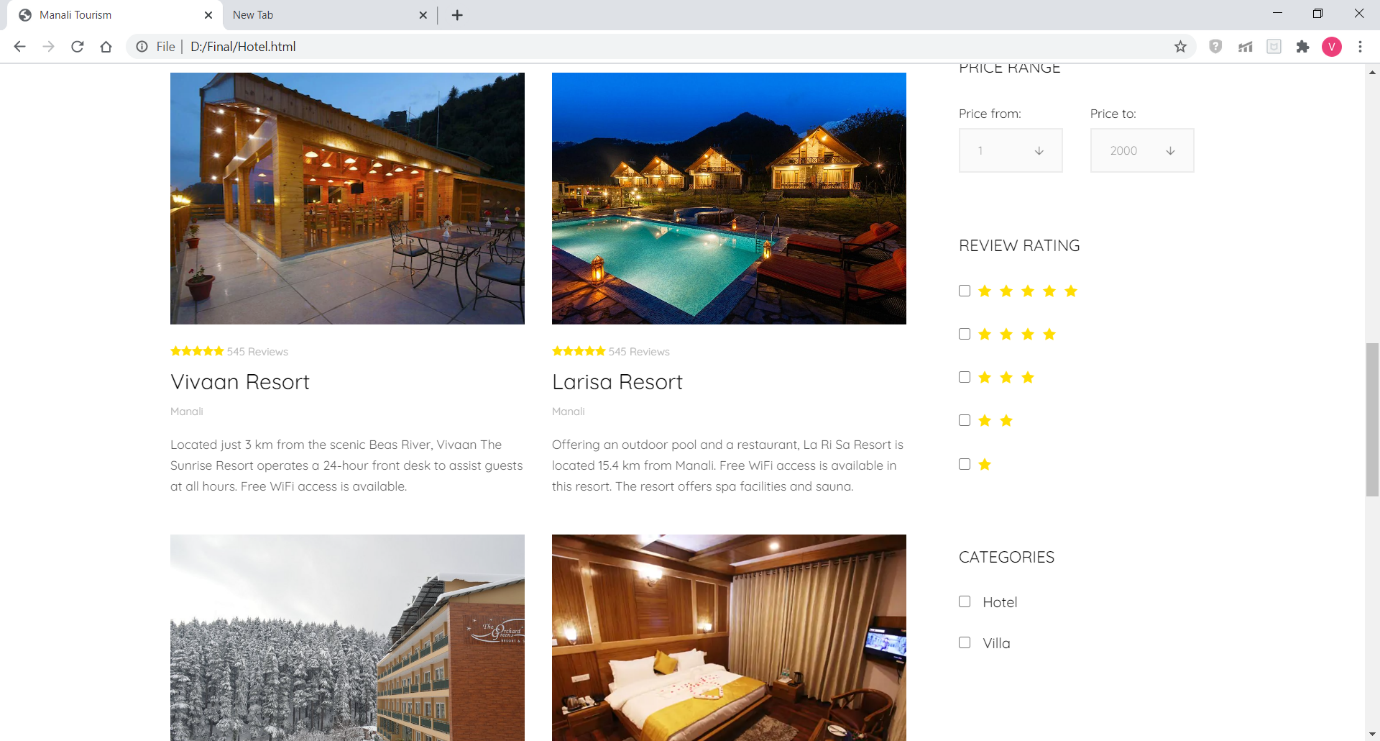 Manali Tourism
New Tab
File | D:/Final/Hotel.html
V
PRICE RANGE
Price from:
Price to:
1
2000
REVIEW RATING
545 Reviews
545 Reviews
Vivaan Resort
Larisa Resort
Manali
Manali
Located just 3 km from the scenic Beas River, Vivaan The
Sunrise Resort operates a 24-hour front desk to assist guests
at all hours. Free WiFi access is available.
Offering an outdoor pool and a restaurant, La Ri Sa Resort is
located 15.4 km from Manali. Free WiFi access is available in
this resort. The resort offers spa facilities and sauna.
CATEGORIES
Hotel
Villa
The
Orchard